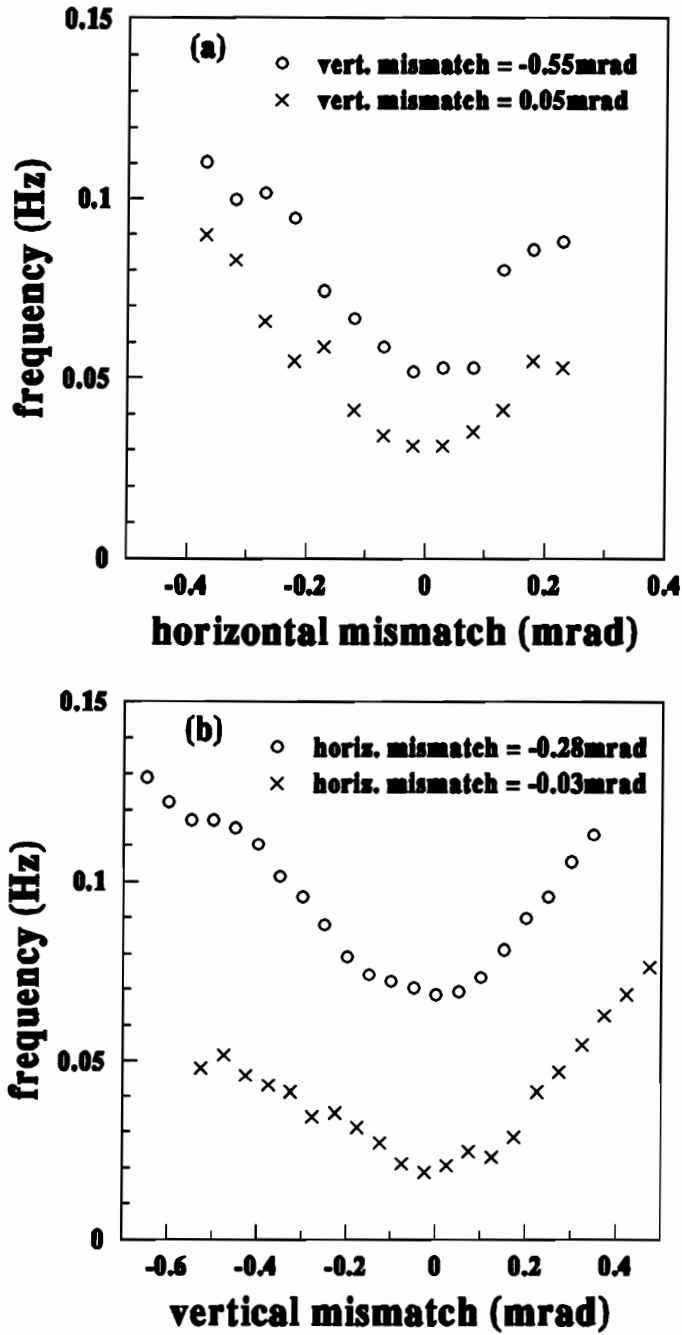 0.15
(a)
o vert. mismatch = -0.55mrad
× vert. mismatch = 0.05mrad
0.1
frequency (Hz)
0.05
0
-0.4 -0.2 0 0.2 0.4
horizontal mismatch (mrad)
0.15
(b)
o horiz. mismatch = -0.28mrad
× horiz. mismatch = -0.03mrad
0.1
frequency (Hz)
0.05
0
-0.6 -0.4 -0.2 0 0.2 0.4
vertical mismatch (mrad)